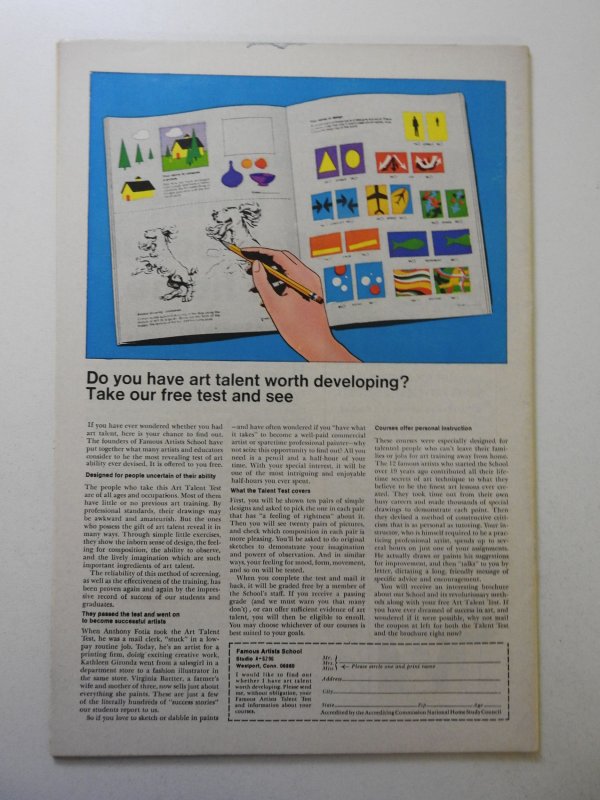 Do you have art talent worth developing?
Take our free test and see
If you have ever wondered whether you had
art talent, here is your chance to find out.
The founders of Famous Artists School have
put together what many artists and educators
consider to be the most revealing test of art
ability ever devised. It is offered to you free.
Designed for people uncertain of their ability
The people who take this Art Talent Test
are of all ages and occupations. Most of them
have little or no previous art training. By
professional standards, their drawings may
be awkward and amateurish. But the ones
who possess the gift of art talent reveal it in
many ways. Through simple little exercises,
they show the inborn sense of design, the feel-
ing for composition, the ability to observe,
and the lively imagination which are such
important ingredients of art talent.
The reliability of this method of screening,
as well as the effectiveness of the training, has
been proven again and again by the impres-
sive record of success of our students and
graduates.
They passed the test and went on
to become successful artists
When Anthony Fotia took the Art Talent
Test, he was a mail clerk, "stuck" in a low-
pay routine job. Today, he's an artist for a
printing firm, doing exciting creative work.
Kathleen Gironda went from a salesgirl in a
department store to a fashion illustrator in
the same store. Virginia Bartter, a farmer's
wife and mother of three, now sells just about
everything she paints. These are just a few
of the literally hundreds of "success stories"
our students report to us.
So if you love to sketch or dabble in paints
—and have often wondered if you "have what
it takes" to become a well-paid commercial
artist or sparetime professional painter—why
not seize this opportunity to find out? All you
need is a pencil and a half-hour of your
time. With your special interest, it will be
one of the most intriguing and enjoyable
half-hours you ever spent.
What the Talent Test covers
First, you will be shown ten pairs of simple
designs and asked to pick the one in each pair
that has "a feeling of rightness" about it.
Then you will see twenty pairs of pictures,
and check which composition in each pair is
more pleasing. You'll be asked to do original
sketches to demonstrate your imagination
and powers of observation. And in similar
ways, your feeling for mood, form, movement,
and so on will be tested.
When you complete the test and mail it
back, it will be graded free by a member of
the School's staff. If you receive a passing
grade (and we must warn you that many
don't), or can offer sufficient evidence of art
talent, you will then be eligible to enroll.
You may choose whichever of our courses is
best suited to your goals.
Courses offer personal instruction
These courses were especially designed for
talented people who can't leave their fami-
lies or jobs for art training away from home.
The 12 famous artists who started the School
over 19 years ago contributed all their life-
time secrets of art technique to what they
believe to be the finest art lessons ever cre-
ated. They took time out from their own
busy careers and made thousands of special
drawings to demonstrate each point. Then
they devised a method of constructive criti-
cism that is as personal as tutoring. Your in-
structor, who is himself required to be a prac-
ticing professional artist, spends up to sev-
eral hours on just one of your assignments.
He actually draws or paints his suggestions
for improvement, and then "talks" to you by
letter, dictating a long, friendly message of
specific advice and encouragement.
You will receive an interesting brochure
about our School and its revolutionary meth-
ods along with your free Art Talent Test. If
you have ever dreamed of success in art, and
wondered if it were possible, why not mail
the coupon at left for both the Talent Test
and the brochure right now?
Famous Artists School
Westport, Conn. 06880
I would like to find out
whether I have art talent
worth developing. Please send
me, without obligation, your
Famous Artists Talent Test
and information about your
courses.
Mr.
Mrs.
Miss
Please circle one and print name
Address
City
State Zip Age
Accredited by the Accrediting Commission National Home Study Council